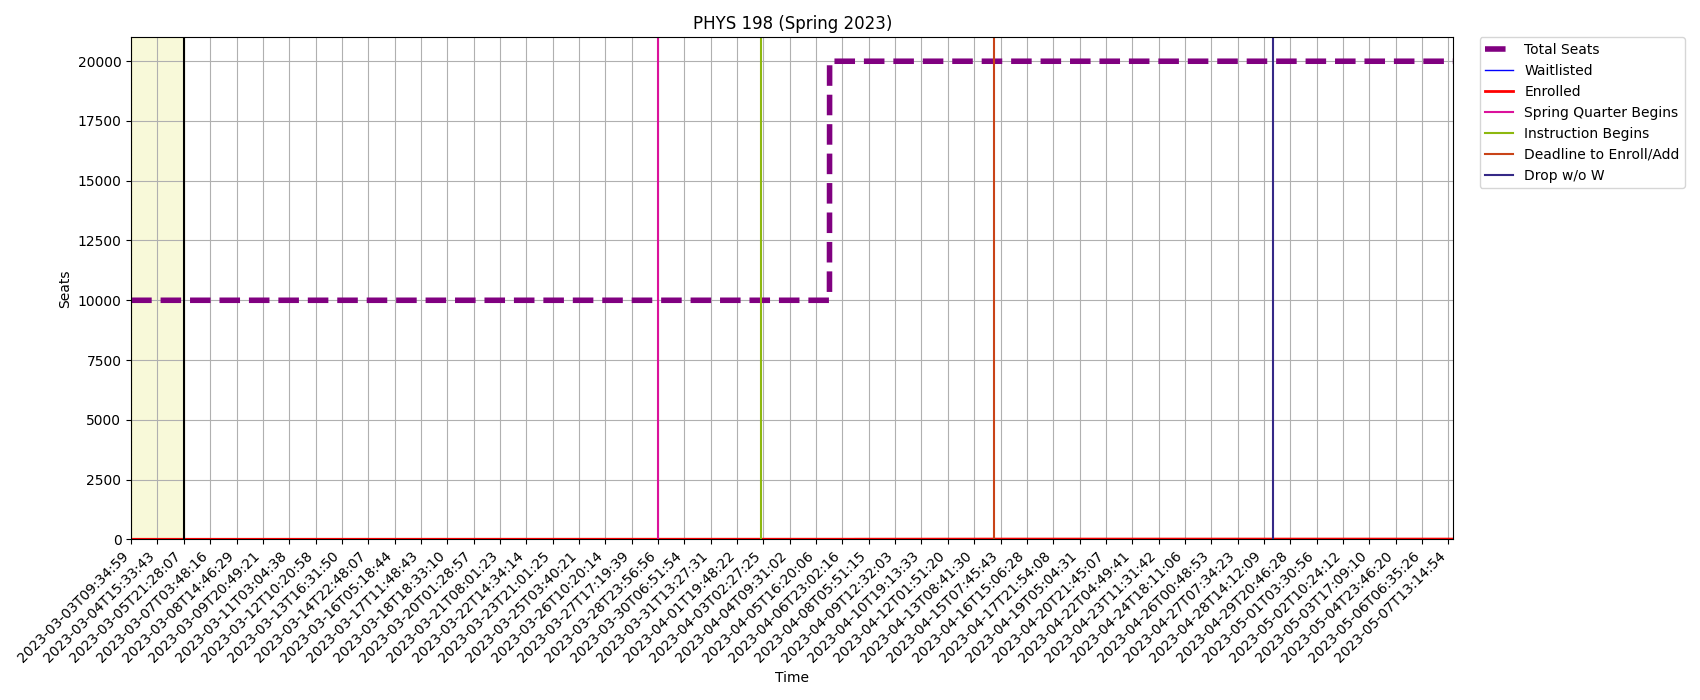 PHYS 198 (Spring 2023)
Seats
20000
17500
15000
12500
10000
7500
5000
2500
0
2023-03-03T09:34:59
2023-03-04T15:33:43
2023-03-05T21:28:07
2023-03-07T03:48:16
2023-03-08T14:46:29
2023-03-09T20:49:21
2023-03-11T03:04:38
2023-03-12T10:20:58
2023-03-13T16:31:50
2023-03-14T22:48:07
2023-03-16T05:18:44
2023-03-17T11:48:43
2023-03-18T18:33:10
2023-03-20T01:28:57
2023-03-21T08:01:23
2023-03-22T14:34:14
2023-03-23T21:01:25
2023-03-25T03:40:21
2023-03-26T10:20:14
2023-03-27T17:19:39
2023-03-28T23:56:56
2023-03-30T06:51:54
2023-03-31T13:27:31
2023-04-01T19:48:22
2023-04-03T02:27:25
2023-04-04T09:31:02
2023-04-05T16:20:06
2023-04-06T23:02:16
2023-04-08T05:51:15
2023-04-09T12:32:03
2023-04-10T19:13:33
2023-04-12T01:51:20
2023-04-13T08:41:30
2023-04-15T07:45:43
2023-04-16T15:06:28
2023-04-17T21:54:08
2023-04-19T05:04:31
2023-04-20T21:45:07
2023-04-22T04:49:41
2023-04-23T11:31:42
2023-04-24T18:11:06
2023-04-26T00:48:53
2023-04-27T07:34:23
2023-04-28T14:12:09
2023-04-29T20:46:28
2023-05-01T03:30:56
2023-05-02T10:24:12
2023-05-03T17:09:10
2023-05-04T23:46:20
2023-05-06T06:35:26
2023-05-07T13:14:54
Time
Total Seats
Waitlisted
Enrolled
Spring Quarter Begins
Instruction Begins
Deadline to Enroll/Add
Drop w/o W